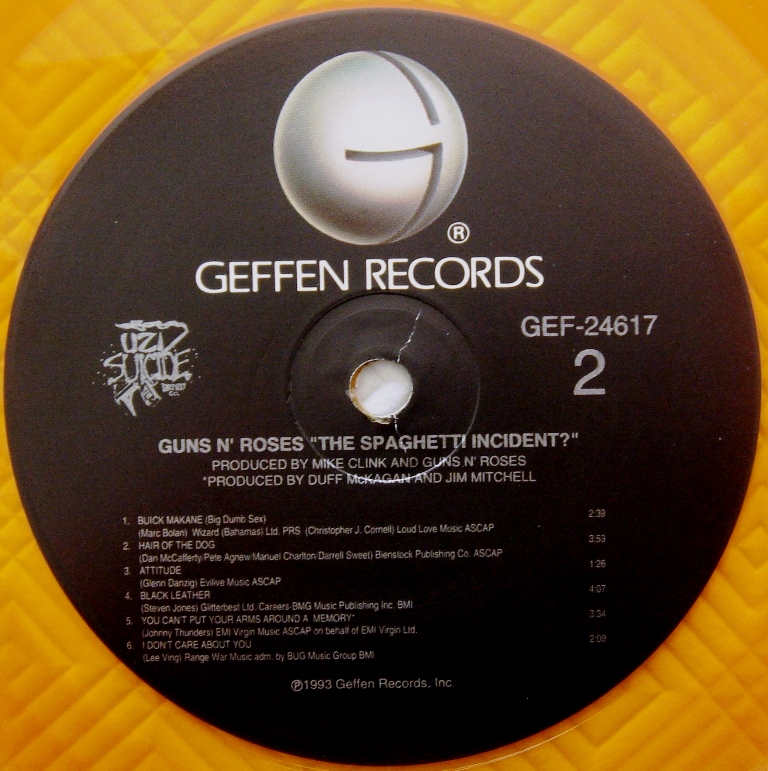 ®
GEFFEN RECORDS
UZI
SUICIDE
GEF-24617
2
GUNS N' ROSES "THE SPAGHETTI INCIDENT?"
PRODUCED BY MIKE CLINK AND GUNS N' ROSES
*PRODUCED BY DUFF McKAGAN AND JIM MITCHELL
1. BUICK MAKANE (Big Dumb Sex) 2:39
(Marc Bolan) Wizard (Bahamas) Ltd. PRS (Christopher J. Cornell) Loud Love Music ASCAP
2. HAIR OF THE DOG 3:53
(Dan McCafferty/Pete Agnew/Manuel Charlton/Darrell Sweet) Bienstock Publishing Co. ASCAP
3. ATTITUDE 1:26
(Glenn Danzig) Evilive Music ASCAP
4. BLACK LEATHER 4:07
(Steven Jones) Glitterbest Ltd. Careers-BMG Music Publishing Inc. BMI
5. YOU CAN'T PUT YOUR ARMS AROUND A MEMORY* 3:34
(Johnny Thunders) EMI Virgin Music ASCAP on behalf of EMI Virgin Ltd.
6. I DON'T CARE ABOUT YOU 2:09
(Lee Ving) Range War Music adm. by BUG Music Group BMI
℗1993 Geffen Records, Inc.